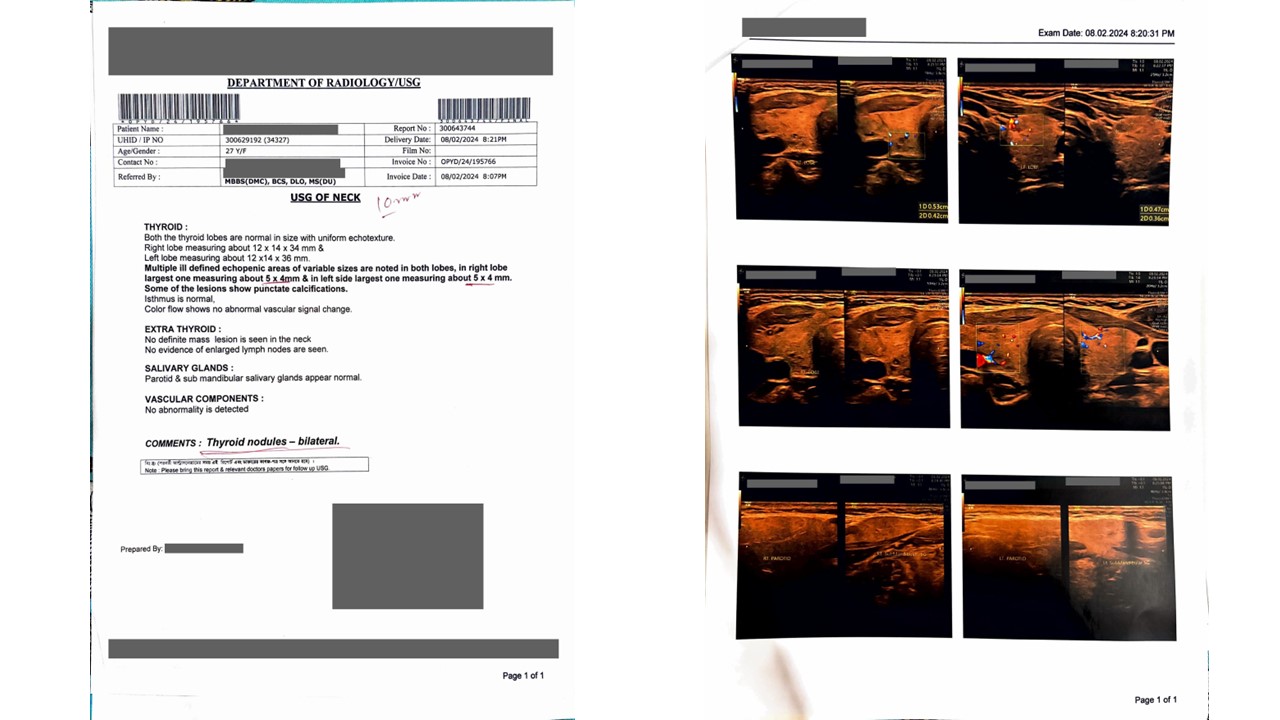 DEPARTMENT OF RADIOLOGY/USG
Patient Name :
Report No : 300643744
UHID / IP NO 300629192 (34327)
Delivery Date: 08/02/2024 8:21PM
Age/Gender : 27 Y/F
Film No:
Contact No :
Invoice No : OPYD/24/195766
Referred By : MBBS(DMC), BCS, DLO, MS(DU)
Invoice Date : 08/02/2024 8:07PM
USG OF NECK
THYROID :
Both the thyroid lobes are normal in size with uniform echotexture.
Right lobe measuring about 12 x 14 x 34 mm &
Left lobe measuring about 12 x14 x 36 mm.
Multiple ill defined echopenic areas of variable sizes are noted in both lobes, in right lobe
largest one measuring about 5 x 4mm & in left side largest one measuring about 5 x 4 mm.
Some of the lesions show punctate calcifications.
Isthmus is normal,
Color flow shows no abnormal vascular signal change.
EXTRA THYROID :
No definite mass lesion is seen in the neck
No evidence of enlarged lymph nodes are seen.
SALIVARY GLANDS :
Parotid & sub mandibular salivary glands appear normal.
VASCULAR COMPONENTS :
No abnormality is detected
COMMENTS : Thyroid nodules – bilateral.
Note : Please bring this report & relevant doctors papers for follow up USG.
Prepared By:
Page 1 of 1
Exam Date: 08.02.2024 8:20:31 PM
1D 0.53cm
2D 0.42cm
1D 0.47cm
2D 0.36cm
RT. PAROTID
LT. PAROTID
Page 1 of 1